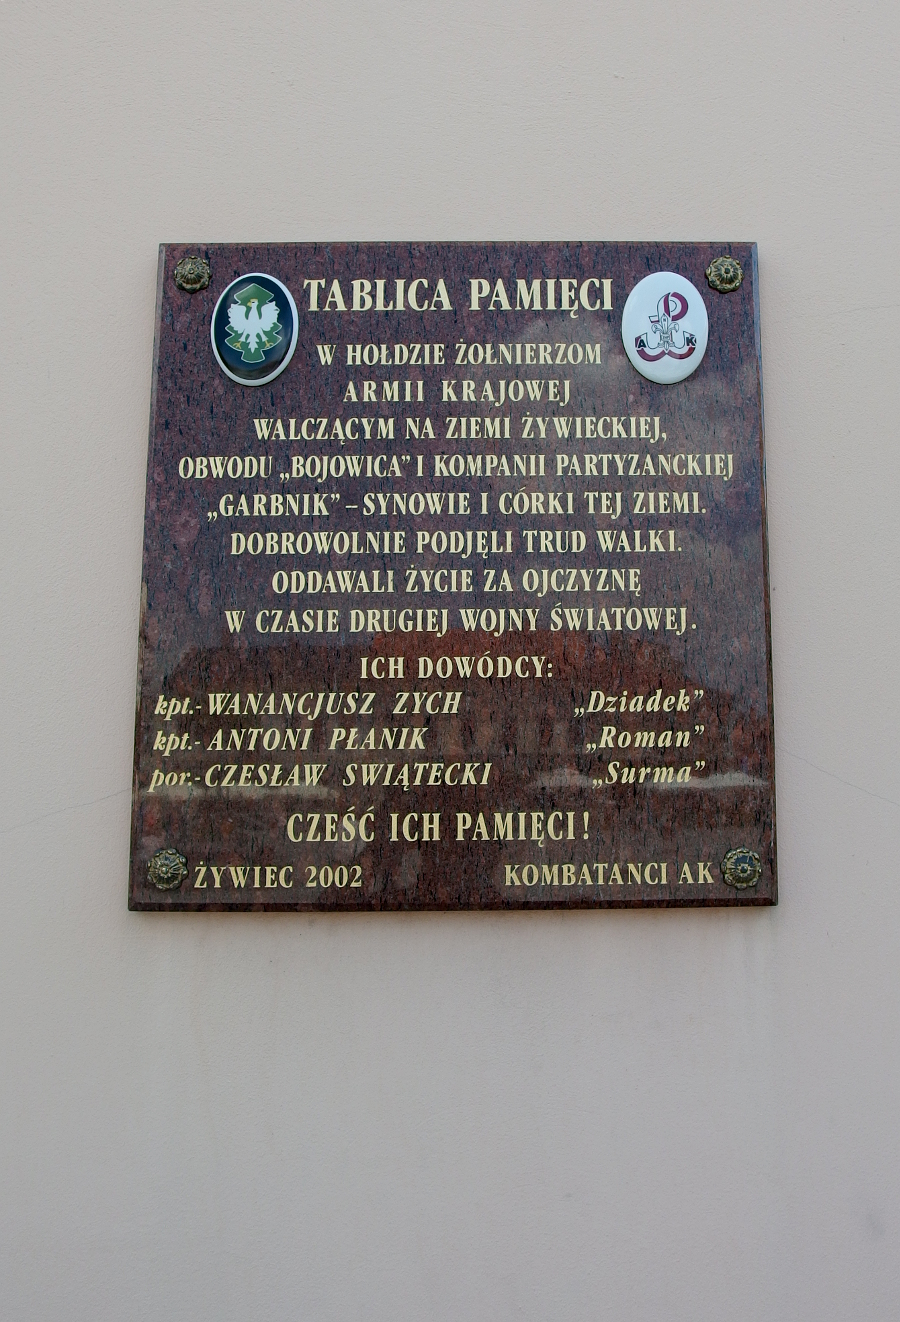 TABLICA PAMIĘCI
W HOŁDZIE ŻOŁNIERZOM
ARMII KRAJOWEJ
WALCZĄCYM NA ZIEMI ŻYWIECKIEJ,
OBWODU „BOJOWICA” I KOMPANII PARTYZANCKIEJ
„GARBNIK” – SYNOWIE I CÓRKI TEJ ZIEMI.
DOBROWOLNIE PODJĘLI TRUD WALKI.
ODDAWALI ŻYCIE ZA OJCZYZNĘ
W CZASIE DRUGIEJ WOJNY ŚWIATOWEJ.
ICH DOWÓDCY:
kpt.- WANANCJUSZ ZYCH „Dziadek”
kpt.- ANTONI PŁANIK „Roman”
por.- CZESŁAW SWIĄTECKI „Surma”
CZEŚĆ ICH PAMIĘCI!
ŻYWIEC 2002 KOMBATANCI AK
A K